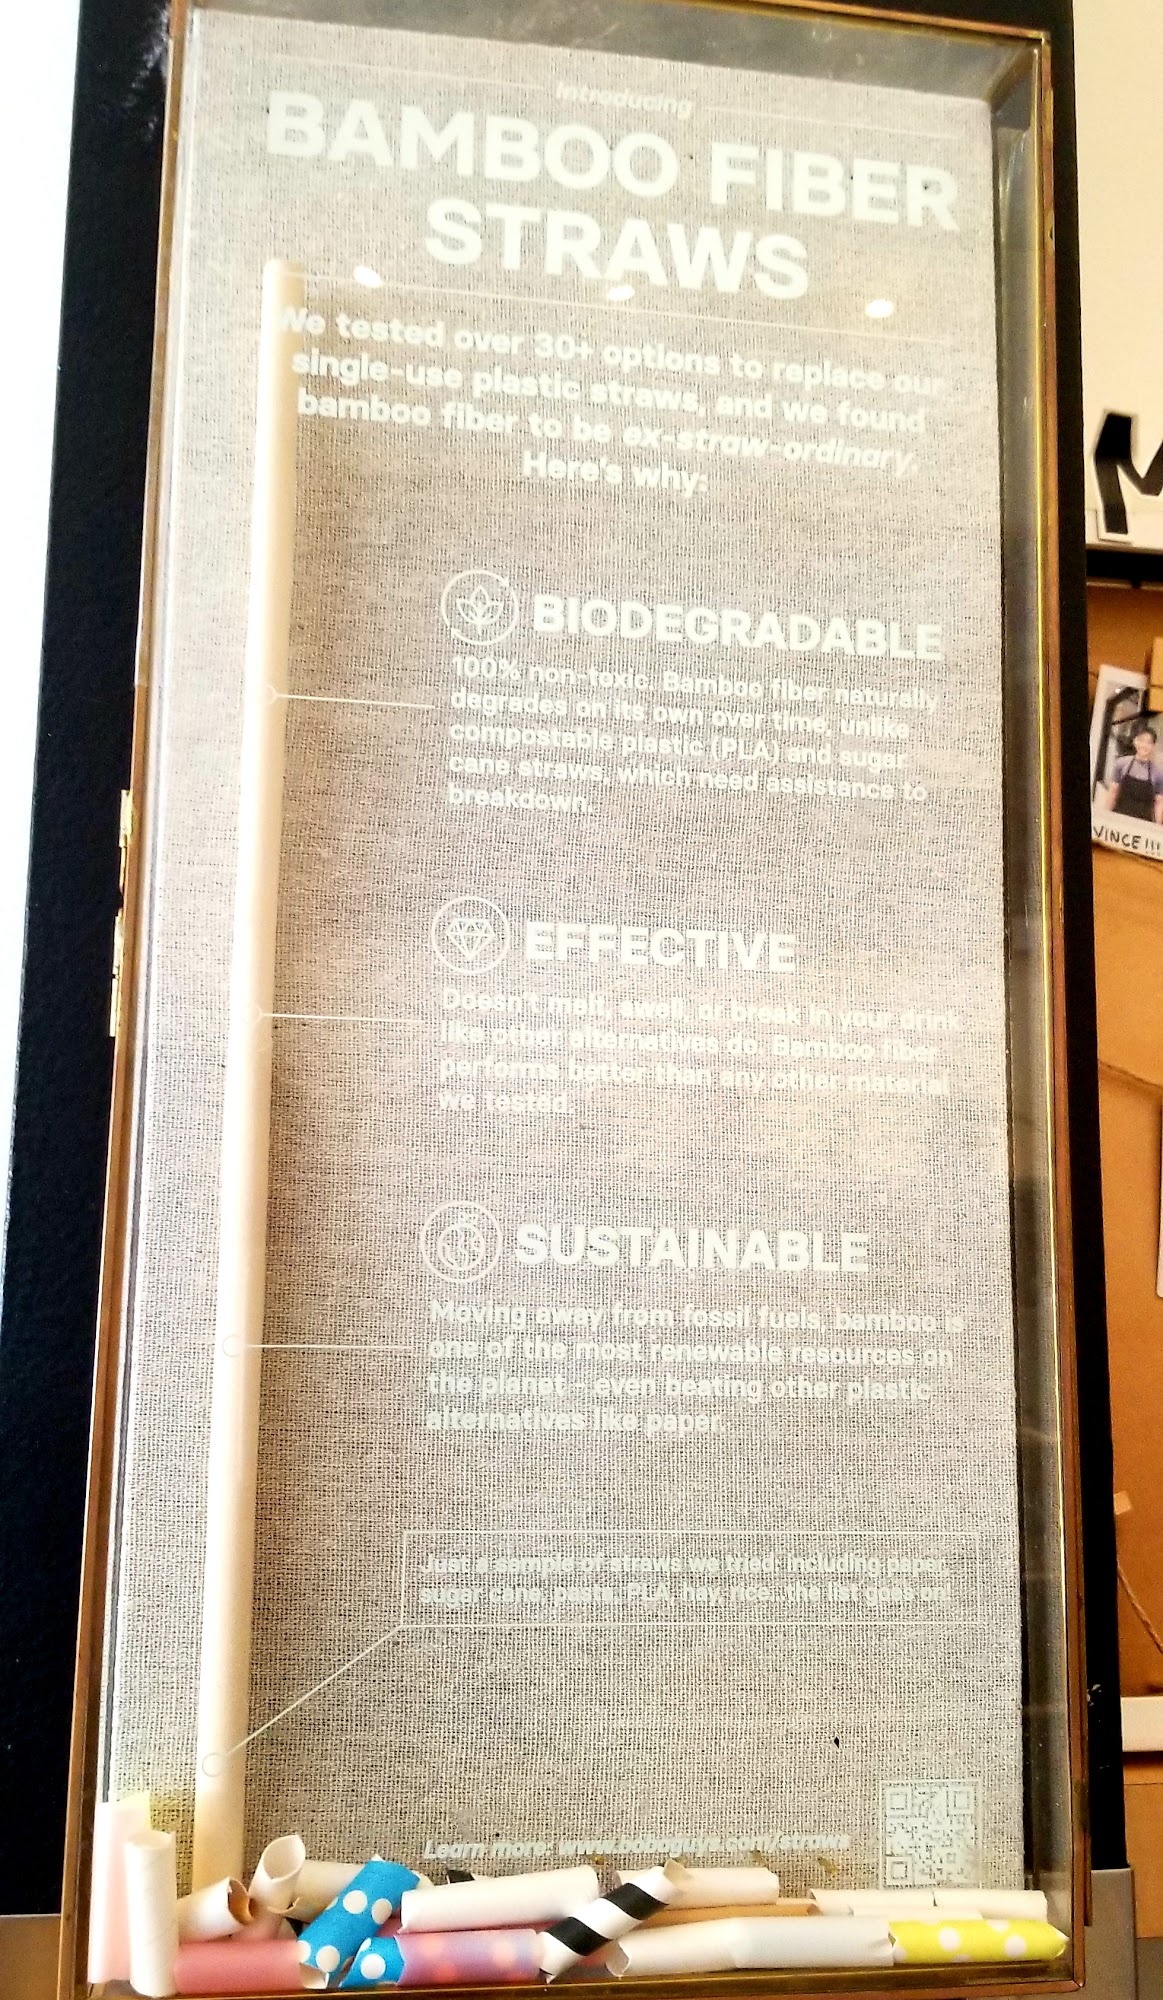 Introducing
BAMBOO FIBER
STRAWS
We tested over 30+ options to replace our
single-use plastic straws, and we found
bamboo fiber to be ex-straw-ordinary.
Here's why:
BIODEGRADABLE
100% non-toxic. Bamboo fiber naturally
degrades on its own over time, unlike
compostable plastic (PLA) and sugar
cane straws, which need assistance to
breakdown.
EFFECTIVE
Doesn't melt, swell, or break in your drink
like other alternatives do. Bamboo fiber
performs better than any other material
we tested.
SUSTAINABLE
Moving away from fossil fuels, bamboo is
one of the most renewable resources on
the planet - even beating other plastic
alternatives like paper.
Just a sample of straws we tried: including paper,
sugar cane, pasta, PLA, hay, rice...the list goes on.
Learn more: www.bobaguys.com/straws
M
VINCE!!!